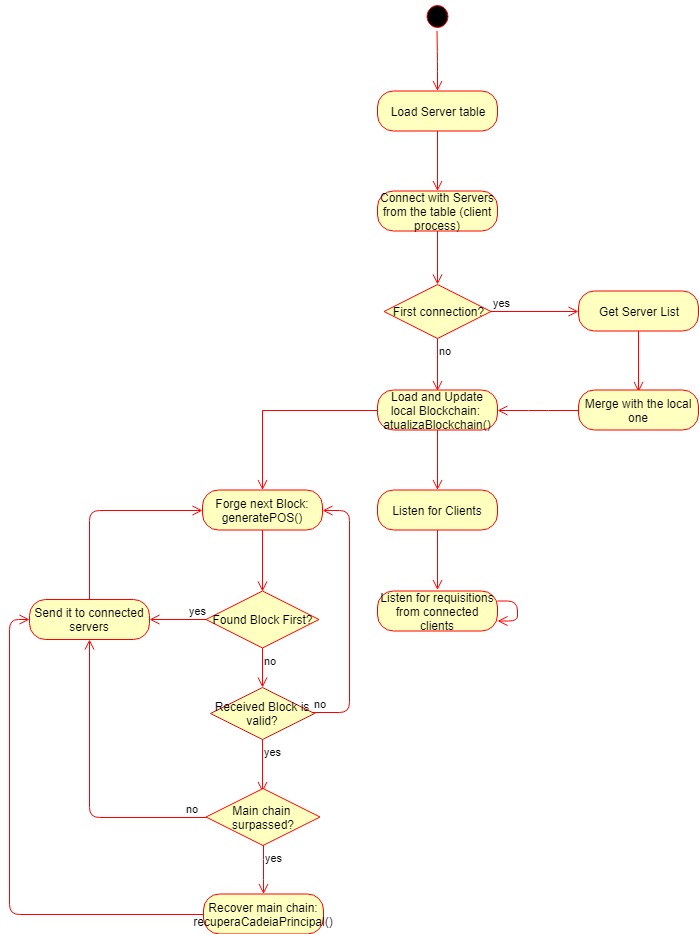 Load Server table
Connect with Servers
from the table (client
process)
First connection?
yes
Get Server List
no
Load and Update
local Blockchain:
atualizaBlockchain()
Merge with the local
one
Forge next Block:
generatePOS()
Listen for Clients
Send it to connected
servers
yes
Found Block First?
Listen for requisitions
from connected
clients
no
Received Block is
valid?
no
yes
no
Main chain
surpassed?
yes
Recover main chain:
recuperaCadeiaPrincipal()